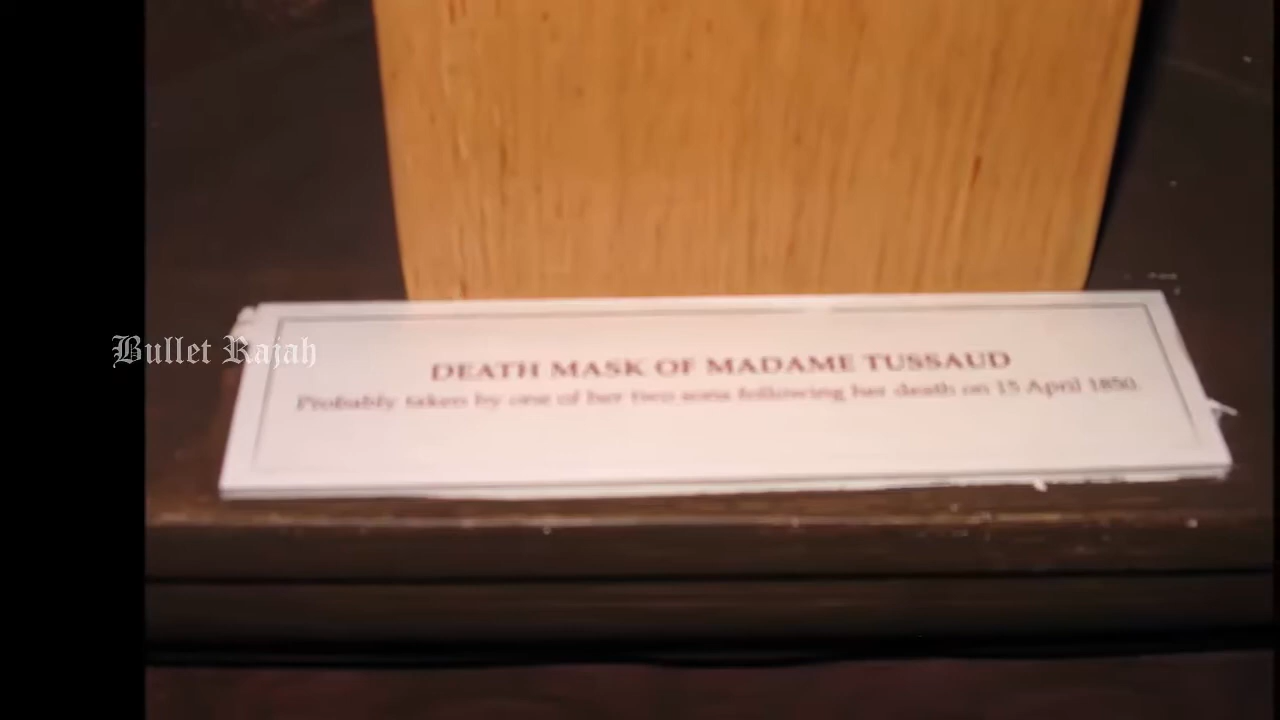 Bullet Rajah
DEATH MASK OF MADAME TUSSAUD
Probably taken by one of her two sons following her death on 15 April 1850.